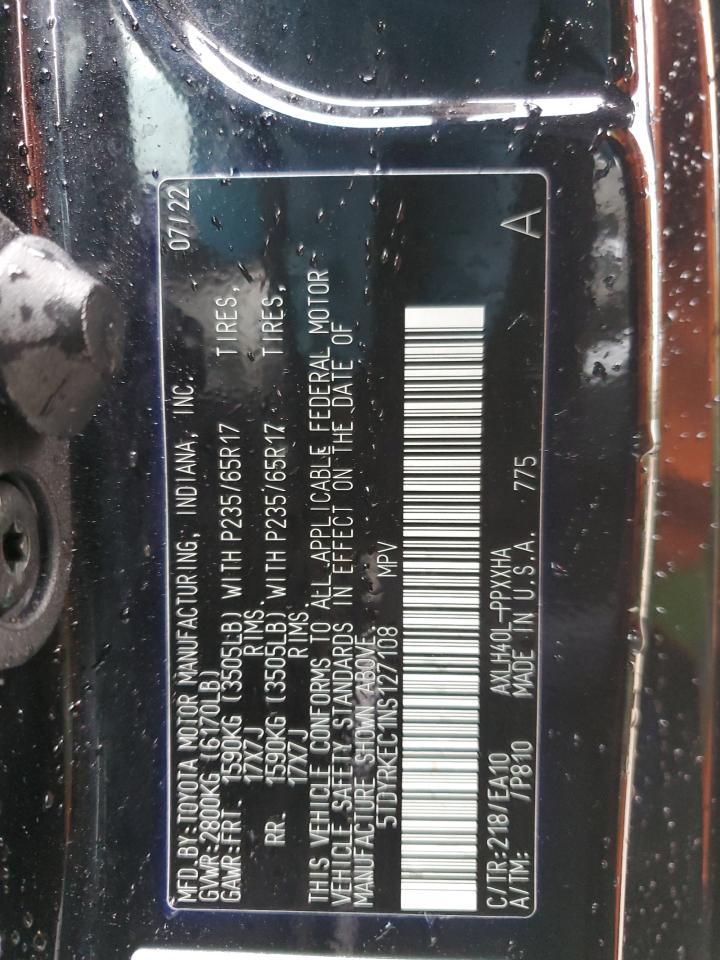 MFD.BY:TOYOTA MOTOR MANUFACTURING, INDIANA, INC. 07/22
GVWR:2800KG (6170LB)
GAWR:FRT. 1590KG (3505LB) WITH P235/65R17 TIRES,
17X7J RIMS.
RR. 1590KG (3505LB) WITH P235/65R17 TIRES,
17X7J RIMS.
THIS VEHICLE CONFORMS TO ALL APPLICABLE FEDERAL MOTOR
VEHICLE SAFETY STANDARDS IN EFFECT ON THE DATE OF
MANUFACTURE SHOWN ABOVE.
5TDYRKEC1NS127108 MPV
C/TR:218/EA10 AXLH40L-PPXXHA
A/TM: /P810 MADE IN U.S.A. 775 A